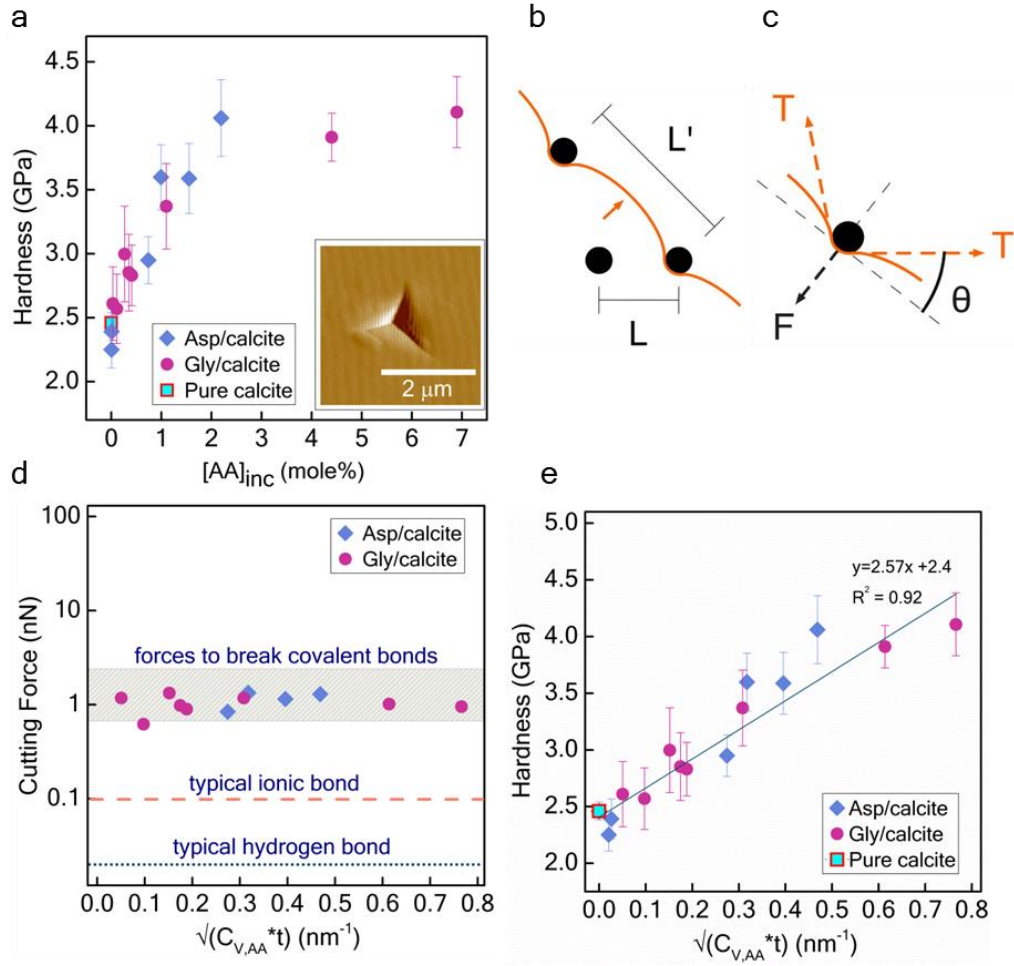 a
Hardness (GPa)
4.5
4.0
3.5
3.0
2.5
2.0
Asp/calcite
Gly/calcite
Pure calcite
2 μm
0 1 2 3 4 5 6 7
[AA]inc (mole%)
b
L'
L
c
T
T
θ
F
d
Cutting Force (nN)
100
10
1
0.1
Asp/calcite
Gly/calcite
forces to break covalent bonds
typical ionic bond
typical hydrogen bond
0.0 0.1 0.2 0.3 0.4 0.5 0.6 0.7 0.8
√(CV,AA*t) (nm⁻¹)
e
Hardness (GPa)
5.0
4.5
4.0
3.5
3.0
2.5
2.0
y=2.57x +2.4
R² = 0.92
Asp/calcite
Gly/calcite
Pure calcite
0.0 0.1 0.2 0.3 0.4 0.5 0.6 0.7 0.8
√(CV,AA*t) (nm⁻¹)